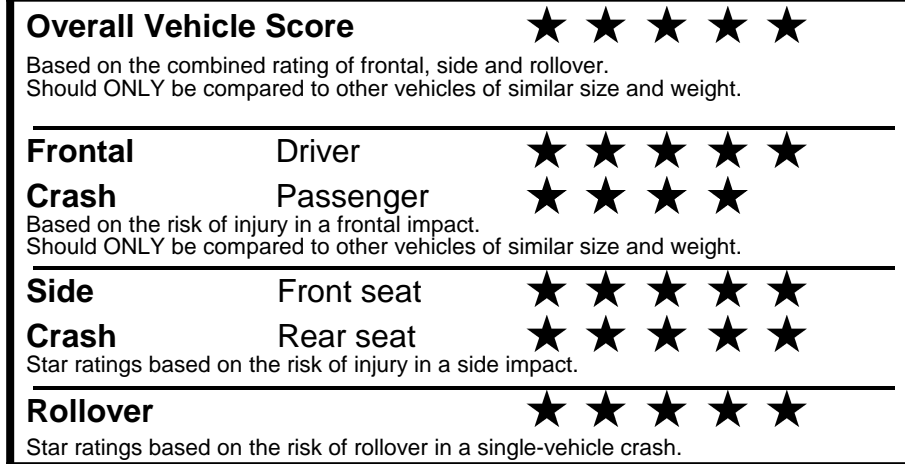 Overall Vehicle Score ★ ★ ★ ★ ★
Based on the combined rating of frontal, side and rollover.
Should ONLY be compared to other vehicles of similar size and weight.
Frontal Driver ★ ★ ★ ★ ★
Crash Passenger ★ ★ ★ ★
Based on the risk of injury in a frontal impact.
Should ONLY be compared to other vehicles of similar size and weight.
Side Front seat ★ ★ ★ ★ ★
Crash Rear seat ★ ★ ★ ★ ★
Star ratings based on the risk of injury in a side impact.
Rollover ★ ★ ★ ★ ★
Star ratings based on the risk of rollover in a single-vehicle crash.